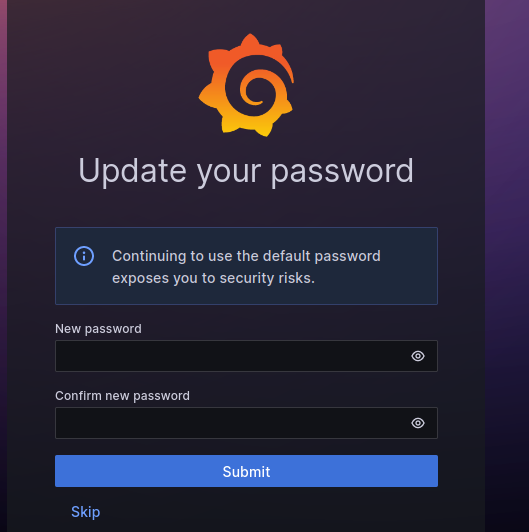 Update your password
Continuing to use the default password
exposes you to security risks.
New password
Confirm new password
Submit
Skip